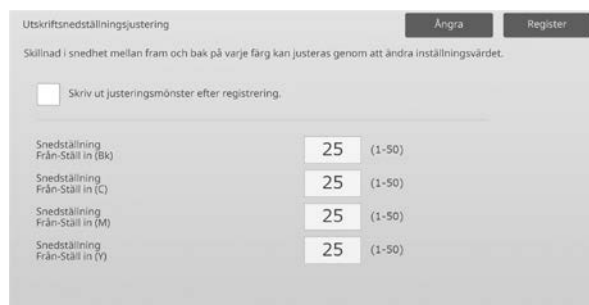 Utskriftsnedställningsjustering
Ångra
Register
Skillnad i snedhet mellan fram och bak på varje färg kan justeras genom att ändra inställningsvärdet.
Skriv ut justeringsmönster efter registrering.
Snedställning
Från-Ställ in (Bk)
25
(1-50)
Snedställning
Från-Ställ in (C)
25
(1-50)
Snedställning
Från-Ställ in (M)
25
(1-50)
Snedställning
Från-Ställ in (Y)
25
(1-50)